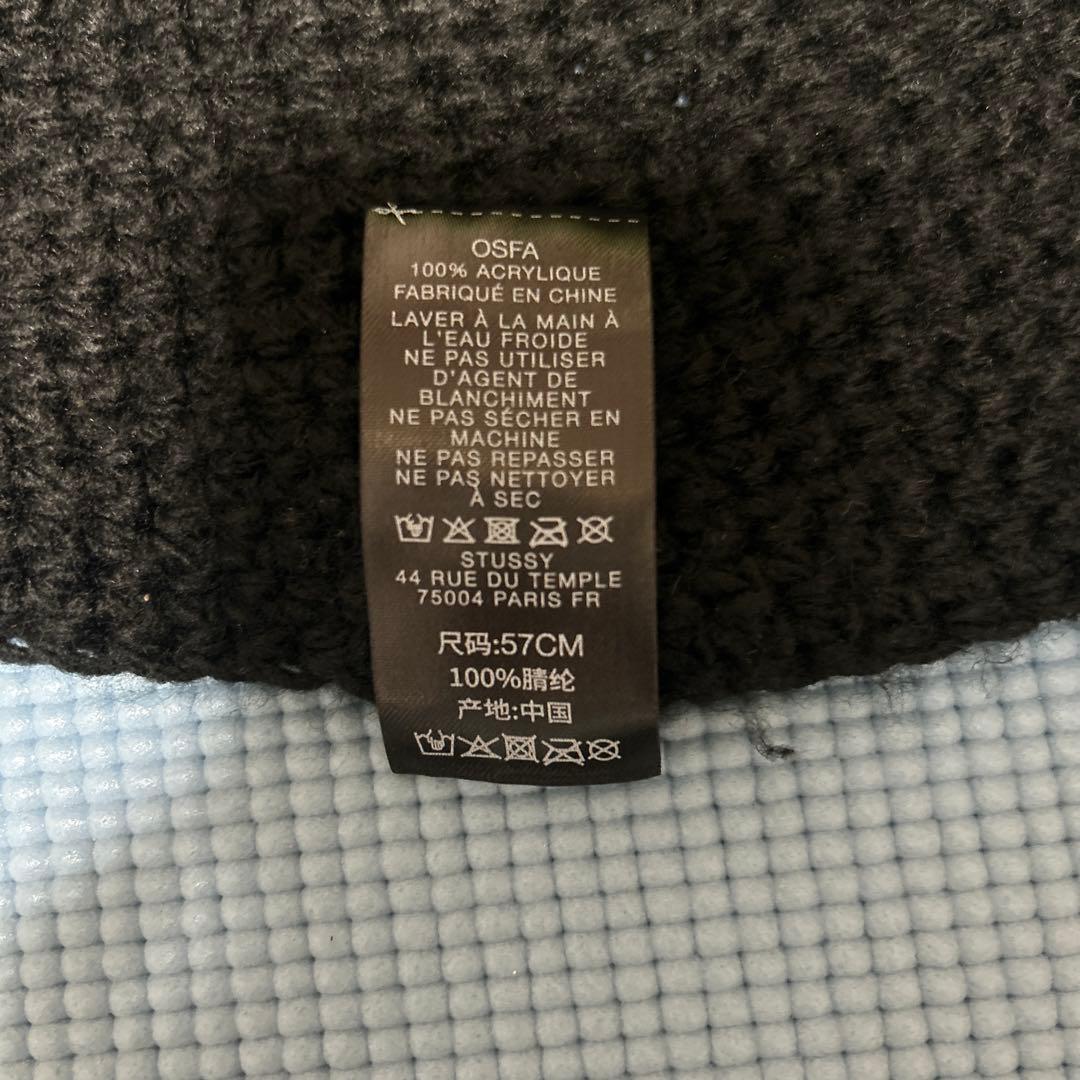 OSFA
100% ACRYLIQUE
FABRIQUÉ EN CHINE
LAVER À LA MAIN À
L'EAU FROIDE
NE PAS UTILISER
D'AGENT DE
BLANCHIMENT
NE PAS SÉCHER EN
MACHINE
NE PAS REPASSER
NE PAS NETTOYER
À SEC
STUSSY
44 RUE DU TEMPLE
75004 PARIS FR
尺码:57CM
100%腈纶
产地:中国